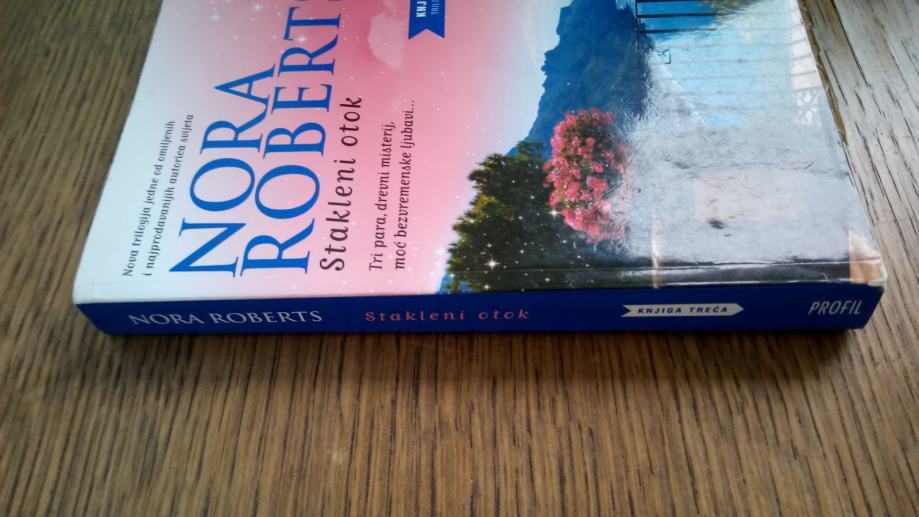 Nova trilogija jedne od omiljenih
i najprodavanijih autorica svijeta
NORA
ROBERTS
Stakleni otok
Tri para, drevni misterij,
moć bezvremenske ljubavi...
NORA ROBERTS
Stakleni otok
KNJIGA TREĆA
PROFIL